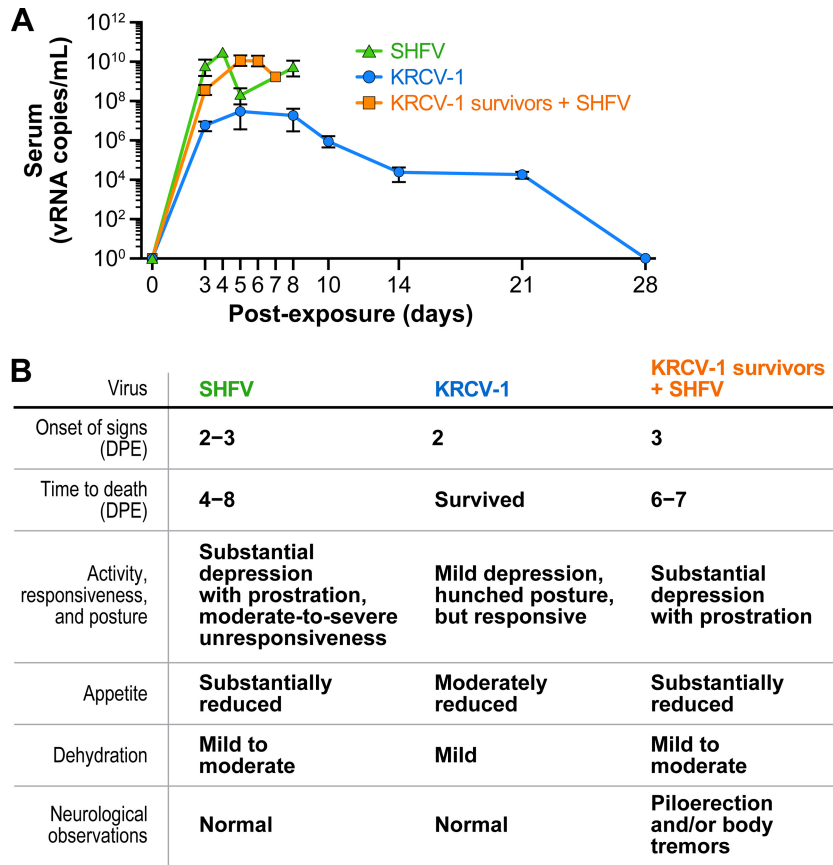 A
10¹²
10¹⁰
10⁸
10⁶
10⁴
10²
10⁰
Serum
(vRNA copies/mL)
SHFV
KRCV-1
KRCV-1 survivors + SHFV
0 3 4 5 6 7 8 10 14 21 28
Post-exposure (days)
B
Virus
SHFV
KRCV-1
KRCV-1 survivors
+ SHFV
Onset of signs
(DPE)
2–3
2
3
Time to death
(DPE)
4–8
Survived
6–7
Activity,
responsiveness,
and posture
Substantial
depression
with prostration,
moderate-to-severe
unresponsiveness
Mild depression,
hunched posture,
but responsive
Substantial
depression
with prostration
Appetite
Substantially
reduced
Moderately
reduced
Substantially
reduced
Dehydration
Mild to
moderate
Mild
Mild to
moderate
Neurological
observations
Normal
Normal
Piloerection
and/or body
tremors